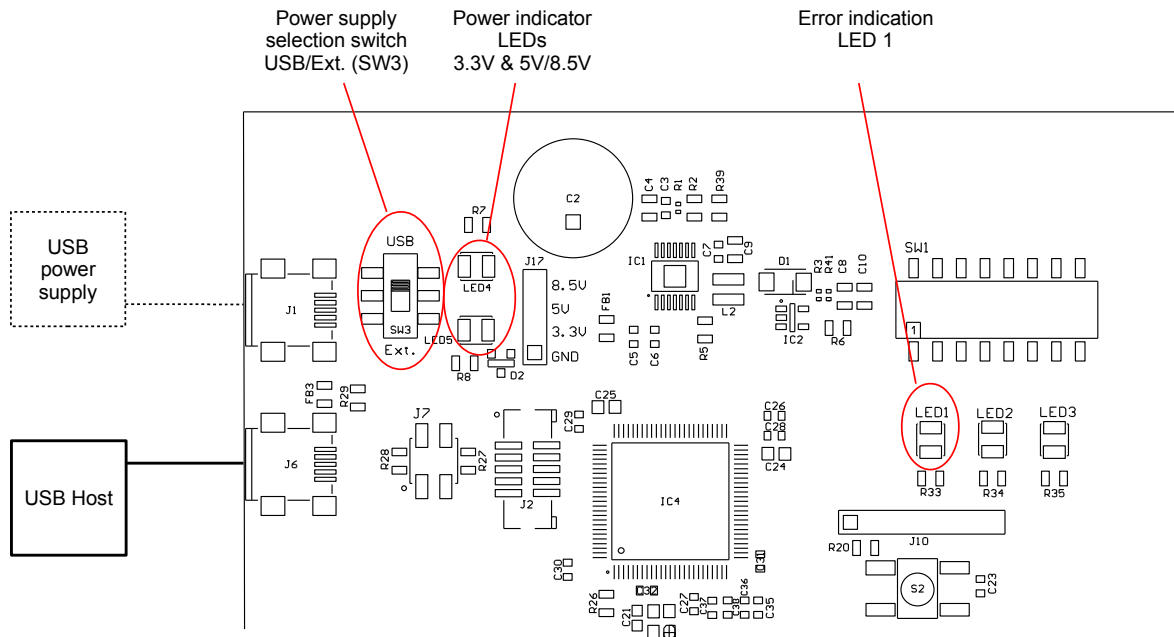 Power supply
selection switch
USB/Ext. (SW3)
Power indicator
LEDs
3.3V & 5V/8.5V
Error indication
LED 1
USB
power
supply
USB Host
J1
J6
USB
SW3
Ext.
R7
LED4
LED5
R8
D2
J17
8.5V
5V
3.3V
GND
C2
C4
C3
R1
R2
R39
IC1
C7
C9
L2
FB1
C5
C6
R5
D1
IC2
R3
R41
C8
C10
R6
SW1
1
FB3
R29
J7
R28
R27
J2
C29
C25
C26
C28
C24
IC4
LED1
LED2
LED3
R33
R34
R35
J10
R20
S2
C23
C30
R26
C21
C32
C27
C37
C38
C36
C35